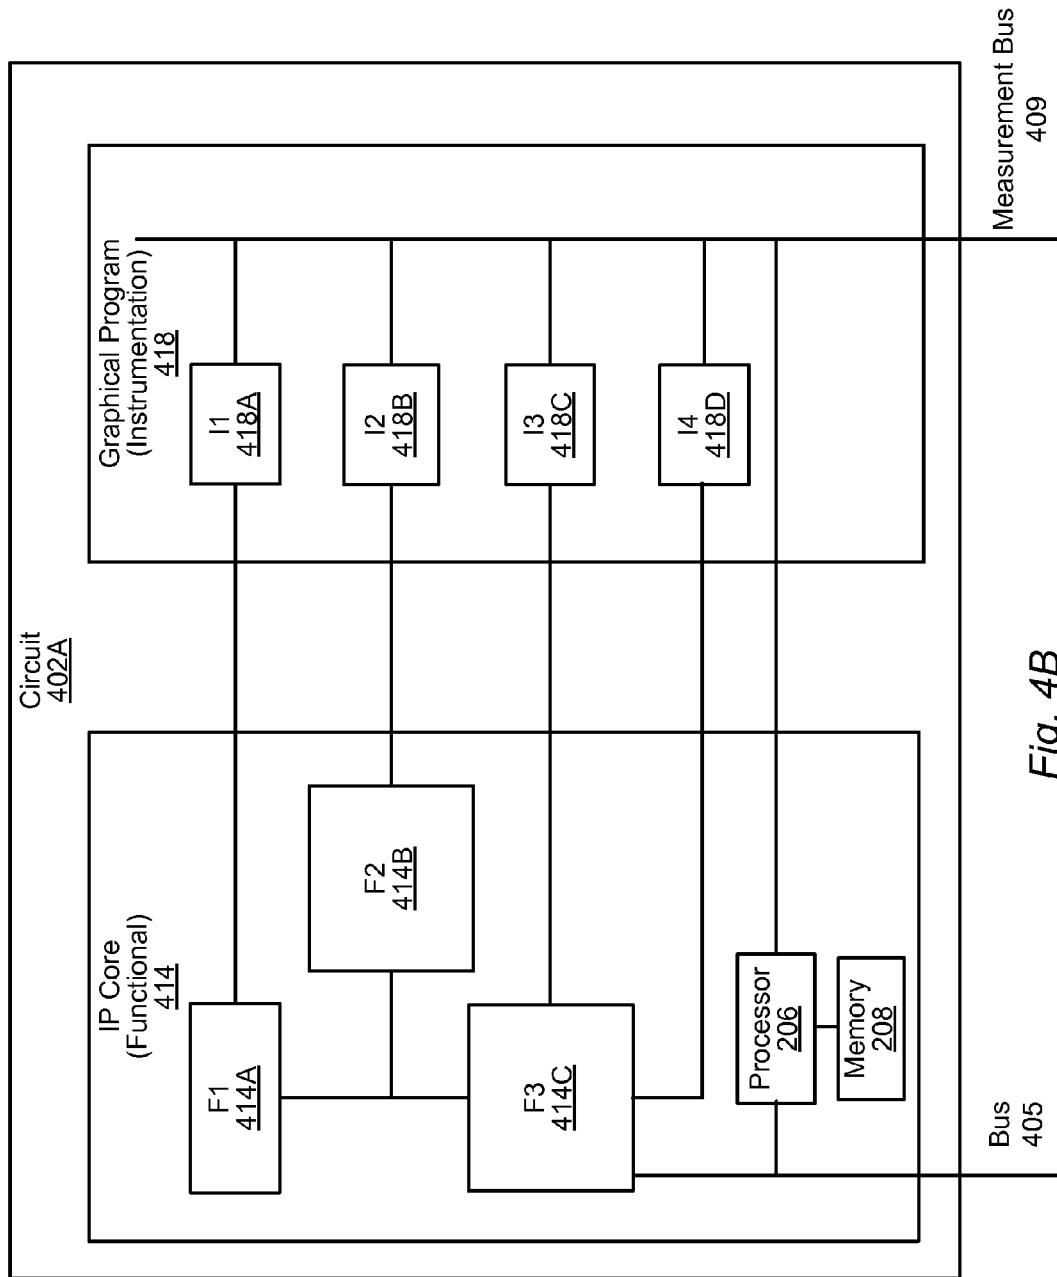 Circuit
402A
IP Core
(Functional)
414
F1
414A
F2
414B
F3
414C
Processor
206
Memory
208
Graphical Program
(Instrumentation)
418
I1
418A
I2
418B
I3
418C
I4
418D
Bus
405
Measurement Bus
409
Fig. 4B